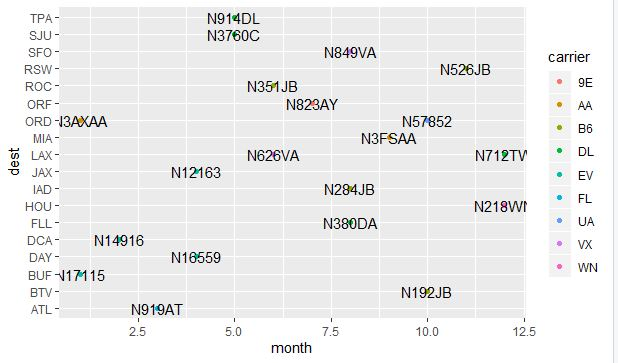 TPA N914DL
SJU N3760C
SFO N849VA
RSW N526JB
ROC N351JB
ORF N823AY
ORD N3AXAA N57852
MIA N3FSAA
LAX N626VA N712TW
JAX N12163
IAD N284JB
HOU N218WN
FLL N380DA
DCA N14916
DAY N16559
BUF N17115
BTV N192JB
ATL N919AT
dest
2.5 5.0 7.5 10.0 12.5
month
carrier
9E
AA
B6
DL
EV
FL
UA
VX
WN